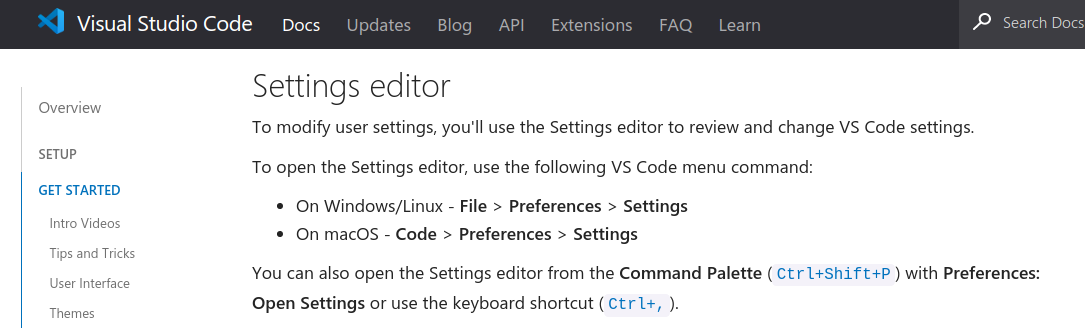 Visual Studio Code Docs Updates Blog API Extensions FAQ Learn Search Docs
Overview
SETUP
GET STARTED
Intro Videos
Tips and Tricks
User Interface
Themes
Settings editor
To modify user settings, you'll use the Settings editor to review and change VS Code settings.
To open the Settings editor, use the following VS Code menu command:
• On Windows/Linux - File > Preferences > Settings
• On macOS - Code > Preferences > Settings
You can also open the Settings editor from the Command Palette (Ctrl+Shift+P) with Preferences:
Open Settings or use the keyboard shortcut (Ctrl+,).